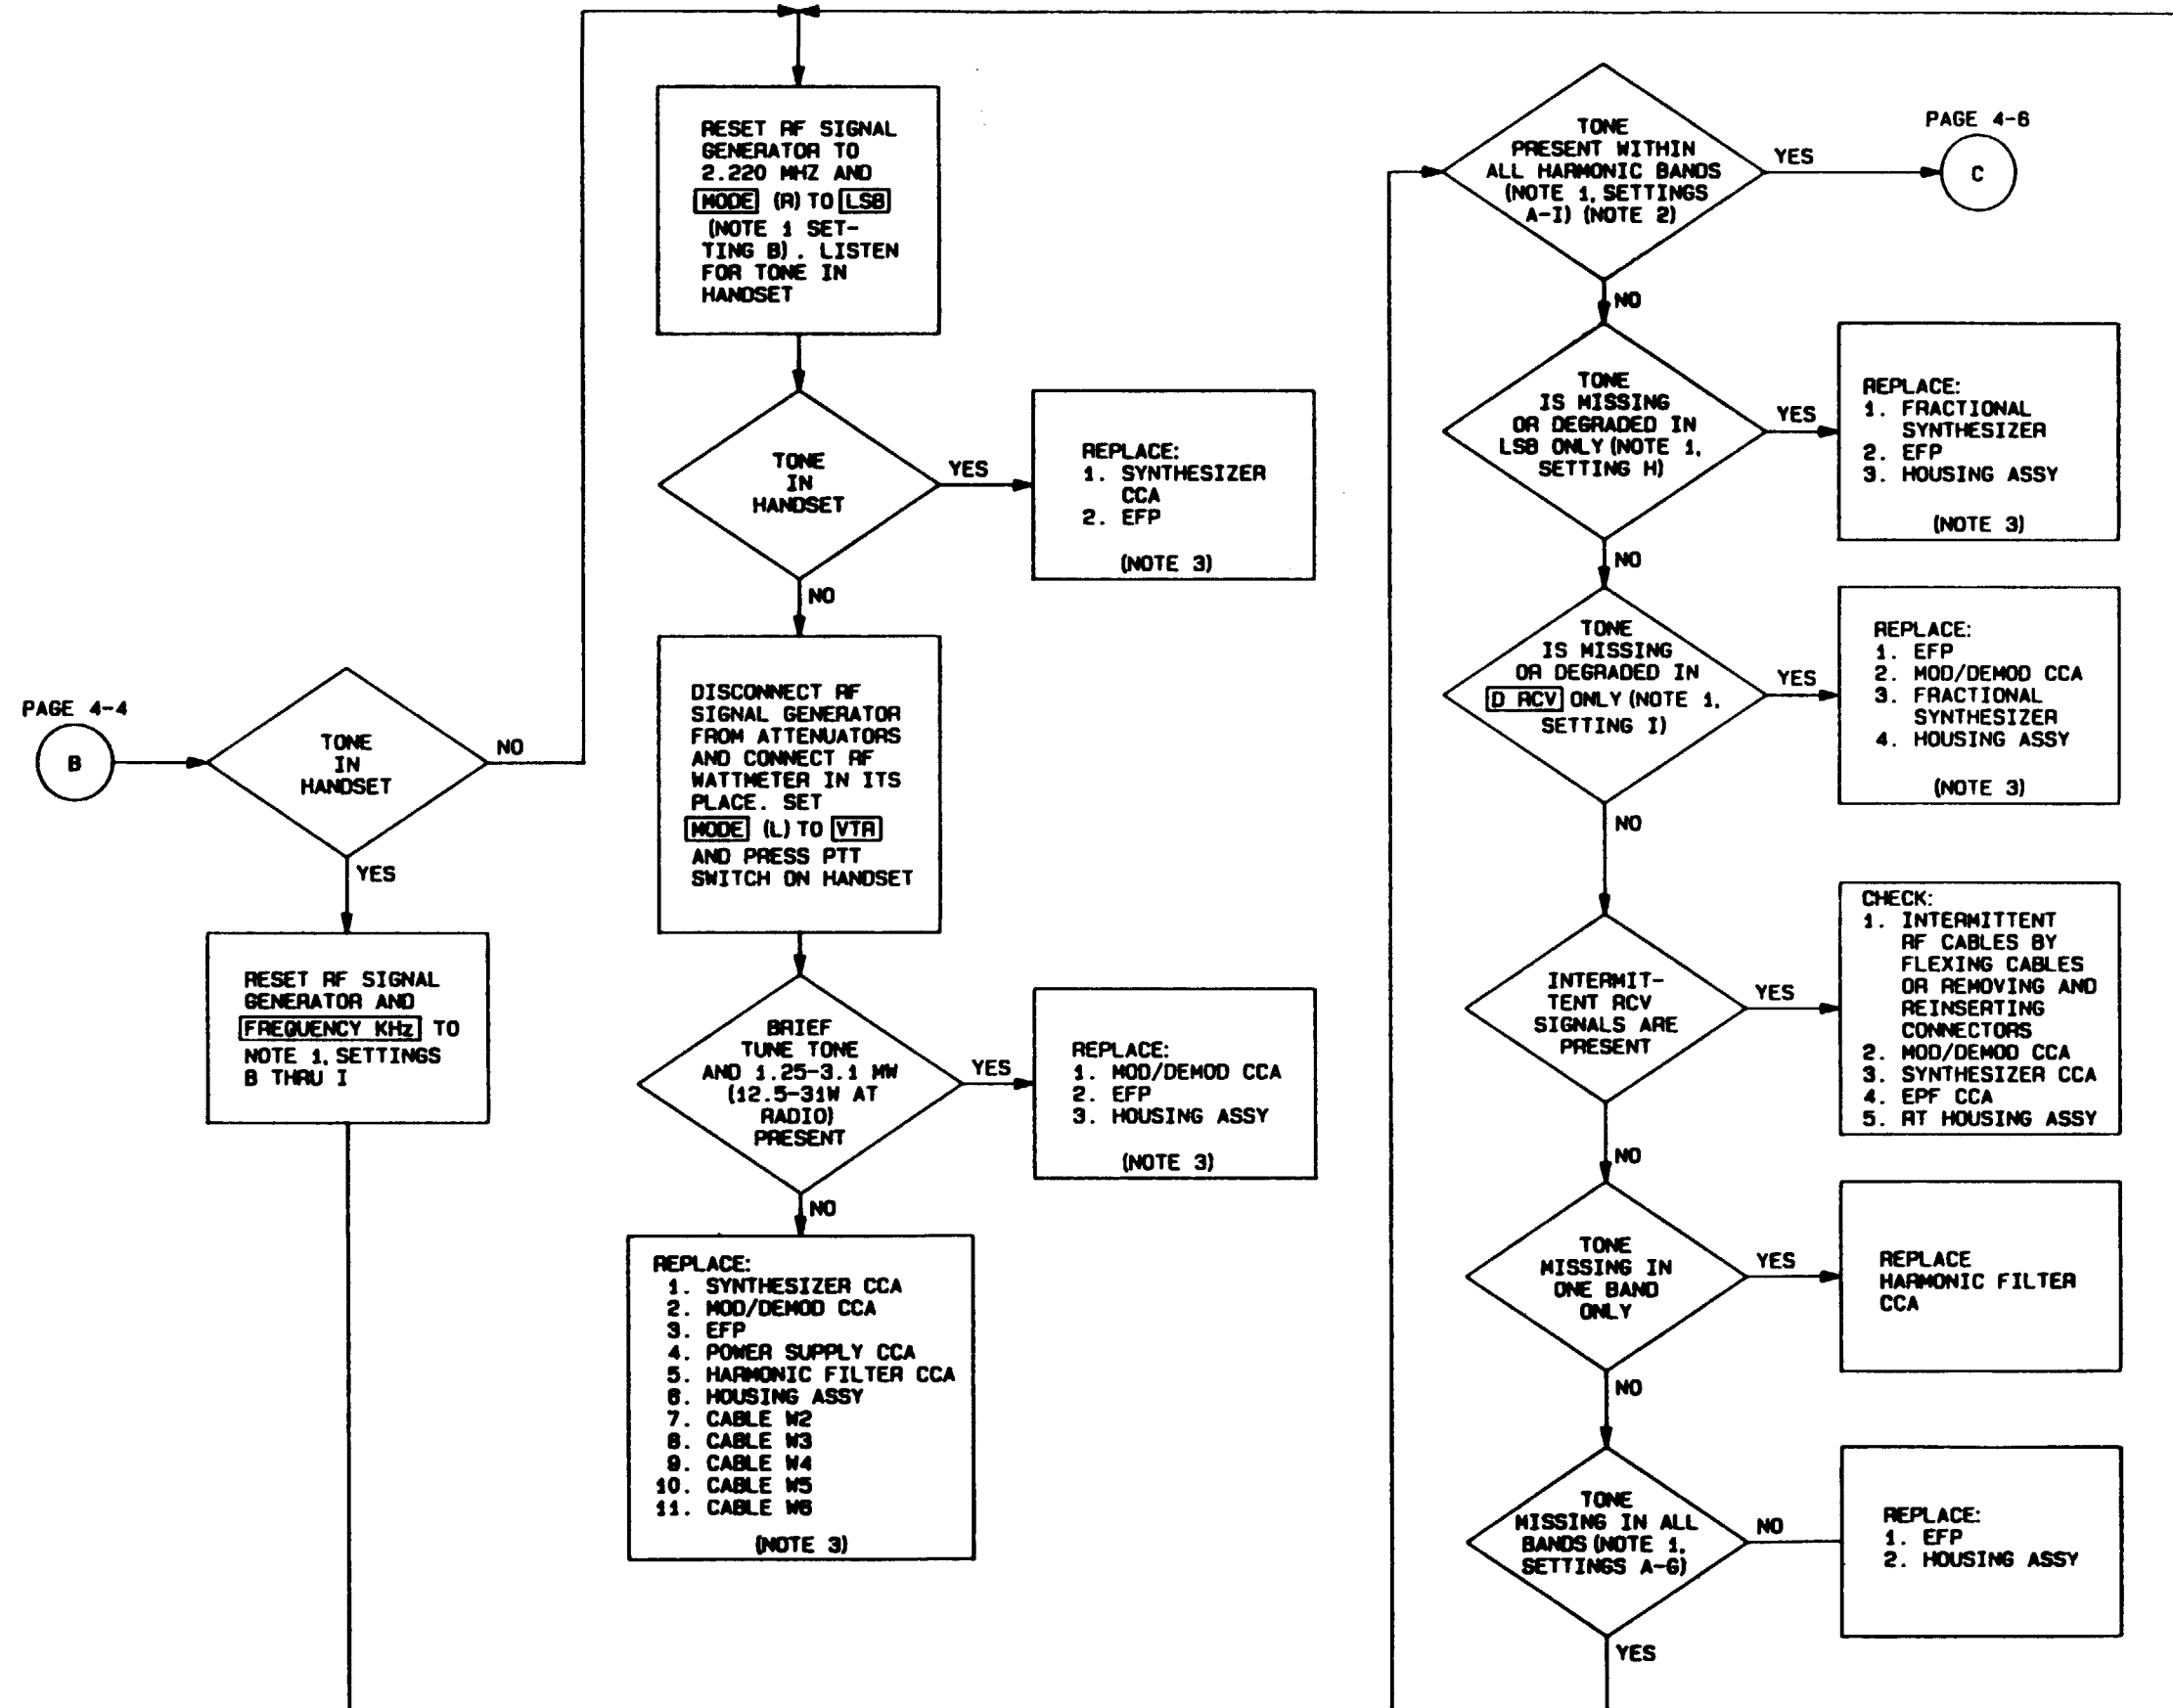 PAGE 4-4
B
TONE
IN
HANDSET
NO
YES
RESET RF SIGNAL
GENERATOR AND
FREQUENCY KHz TO
NOTE 1, SETTINGS
B THRU I
RESET RF SIGNAL
GENERATOR TO
2.220 MHZ AND
MODE (R) TO LSB
(NOTE 1 SET-
TING B). LISTEN
FOR TONE IN
HANDSET
TONE
IN
HANDSET
YES
REPLACE:
1. SYNTHESIZER
CCA
2. EFP
(NOTE 3)
NO
DISCONNECT RF
SIGNAL GENERATOR
FROM ATTENUATORS
AND CONNECT RF
WATTMETER IN ITS
PLACE. SET
MODE (L) TO VTR
AND PRESS PTT
SWITCH ON HANDSET
BRIEF
TUNE TONE
AND 1.25-3.1 MW
(12.5-31W AT
RADIO)
PRESENT
YES
REPLACE:
1. MOD/DEMOD CCA
2. EFP
3. HOUSING ASSY
(NOTE 3)
NO
REPLACE:
1. SYNTHESIZER CCA
2. MOD/DEMOD CCA
3. EFP
4. POWER SUPPLY CCA
5. HARMONIC FILTER CCA
6. HOUSING ASSY
7. CABLE W2
8. CABLE W3
9. CABLE W4
10. CABLE W5
11. CABLE W6
(NOTE 3)
TONE
PRESENT WITHIN
ALL HARMONIC BANDS
(NOTE 1, SETTINGS
A-I) (NOTE 2)
YES
PAGE 4-6
C
NO
TONE
IS MISSING
OR DEGRADED IN
LSB ONLY (NOTE 1,
SETTING H)
YES
REPLACE:
1. FRACTIONAL
SYNTHESIZER
2. EFP
3. HOUSING ASSY
(NOTE 3)
NO
TONE
IS MISSING
OR DEGRADED IN
D RCV ONLY (NOTE 1,
SETTING I)
YES
REPLACE:
1. EFP
2. MOD/DEMOD CCA
3. FRACTIONAL
SYNTHESIZER
4. HOUSING ASSY
(NOTE 3)
NO
INTERMIT-
TENT RCV
SIGNALS ARE
PRESENT
YES
CHECK:
1. INTERMITTENT
RF CABLES BY
FLEXING CABLES
OR REMOVING AND
REINSERTING
CONNECTORS
2. MOD/DEMOD CCA
3. SYNTHESIZER CCA
4. EPF CCA
5. RT HOUSING ASSY
NO
TONE
MISSING IN
ONE BAND
ONLY
YES
REPLACE
HARMONIC FILTER
CCA
NO
TONE
MISSING IN ALL
BANDS (NOTE 1,
SETTINGS A-G)
NO
REPLACE:
1. EFP
2. HOUSING ASSY
YES